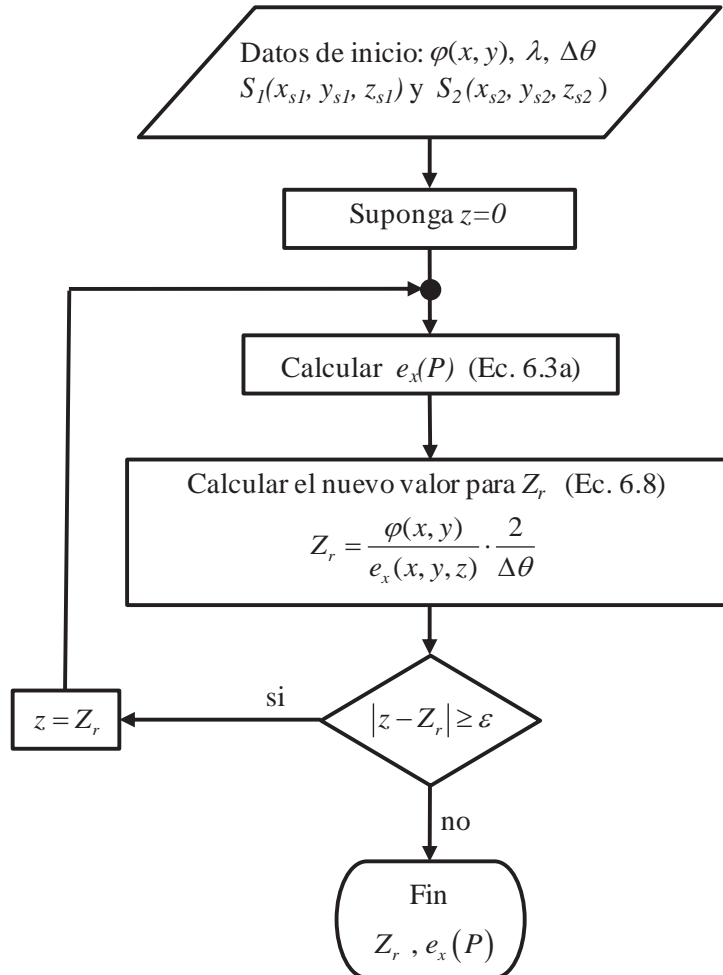 Datos de inicio: φ(x, y), λ, Δθ
S1(xs1, ys1, zs1) y S2(xs2, ys2, zs2)
Suponga z=0
Calcular ex(P) (Ec. 6.3a)
Calcular el nuevo valor para Zr (Ec. 6.8)
Zr = φ(x, y) / ex(x, y, z) · 2 / Δθ
si
z = Zr
|z − Zr| ≥ ε
no
Fin
Zr , ex(P)